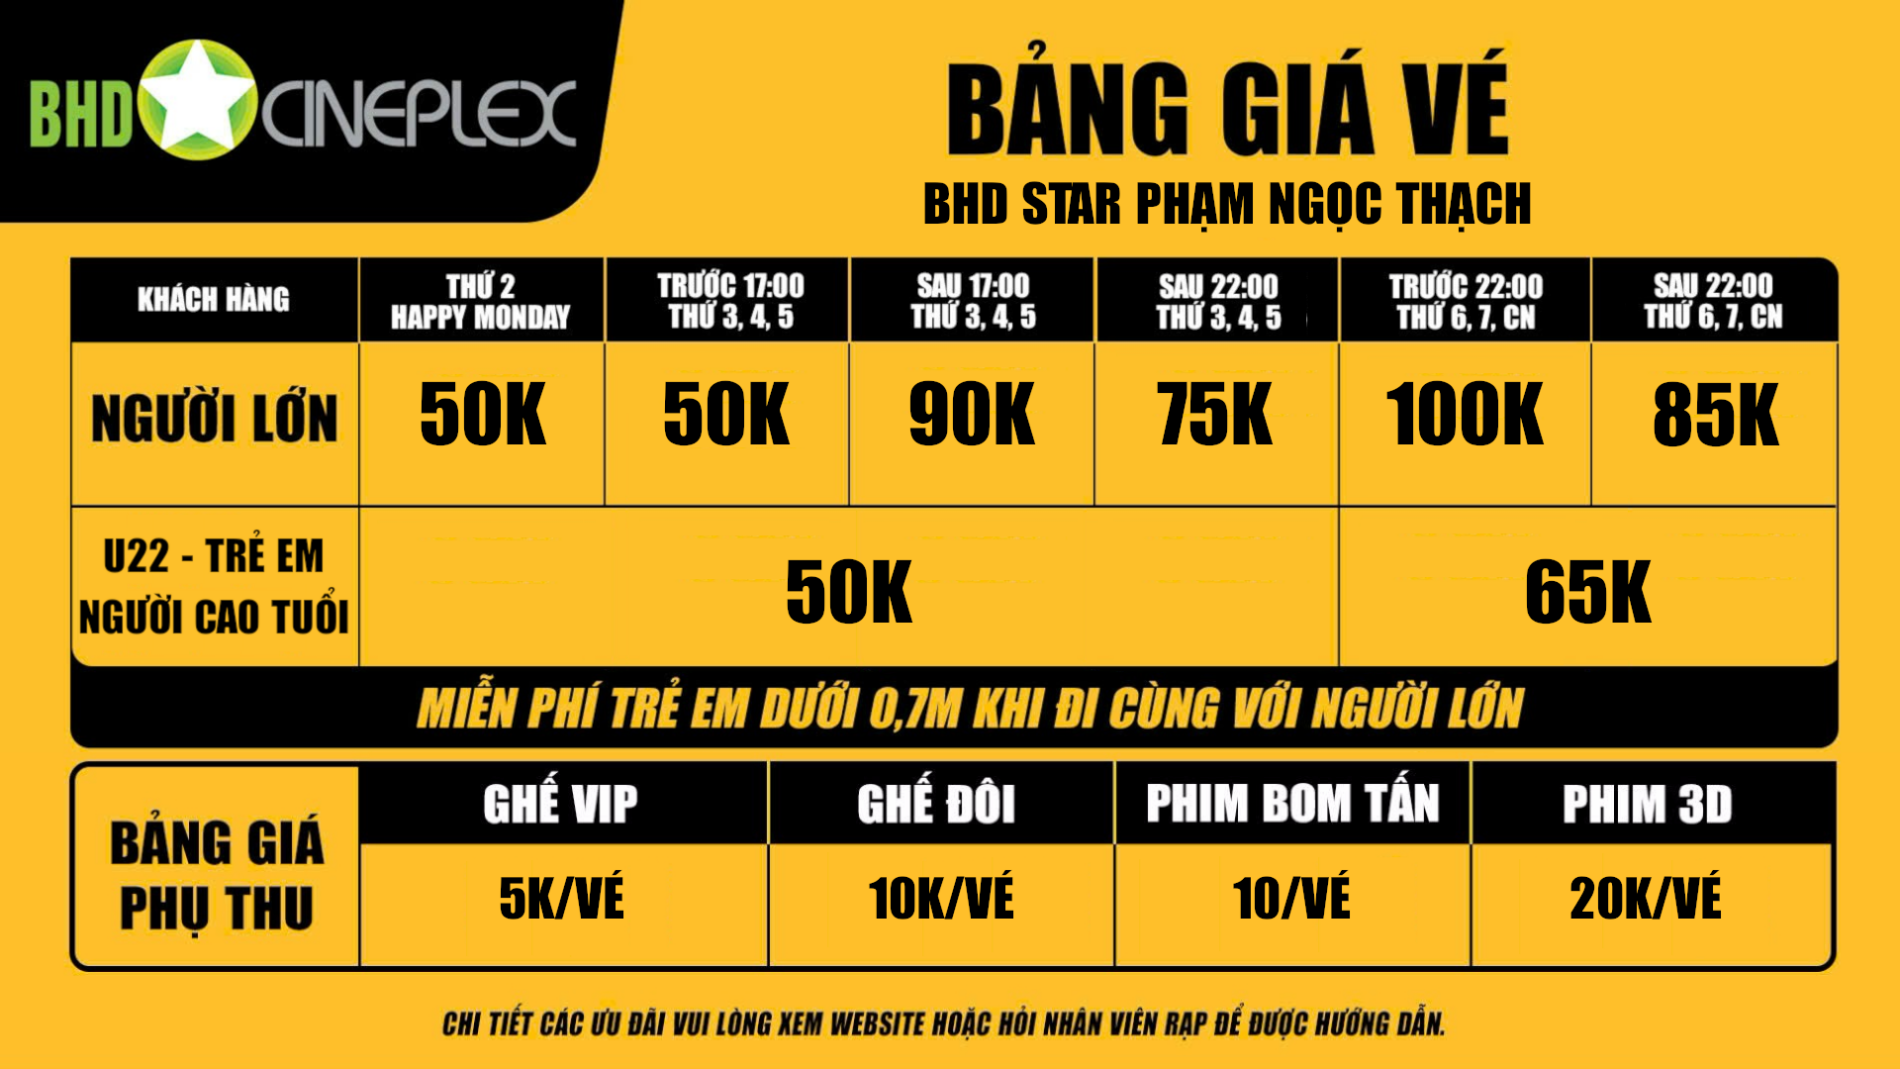 BHD CINEPLEX
BẢNG GIÁ VÉ
BHD STAR PHẠM NGỌC THẠCH
KHÁCH HÀNG
THỨ 2
HAPPY MONDAY
TRƯỚC 17:00
THỨ 3, 4, 5
SAU 17:00
THỨ 3, 4, 5
SAU 22:00
THỨ 3, 4, 5
TRƯỚC 22:00
THỨ 6, 7, CN
SAU 22:00
THỨ 6, 7, CN
NGƯỜI LỚN
50K
50K
90K
75K
100K
85K
U22 - TRẺ EM
NGƯỜI CAO TUỔI
50K
65K
MIỄN PHÍ TRẺ EM DƯỚI 0,7M KHI ĐI CÙNG VỚI NGƯỜI LỚN
BẢNG GIÁ
PHỤ THU
GHẾ VIP
GHẾ ĐÔI
PHIM BOM TẤN
PHIM 3D
5K/VÉ
10K/VÉ
10/VÉ
20K/VÉ
CHI TIẾT CÁC ƯU ĐÃI VUI LÒNG XEM WEBSITE HOẶC HỎI NHÂN VIÊN RẠP ĐỂ ĐƯỢC HƯỚNG DẪN.